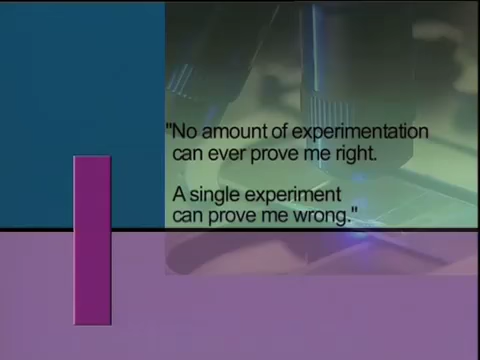 "No amount of experimentation
can ever prove me right.
A single experiment
can prove me wrong."